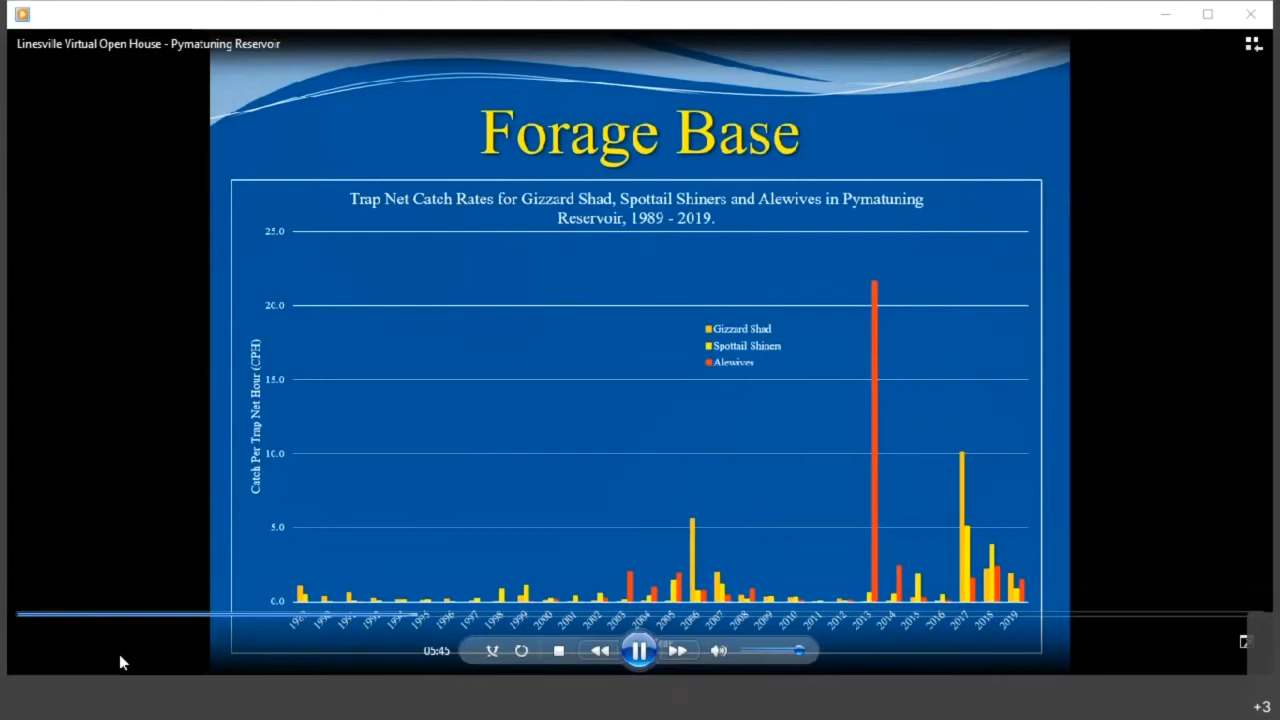 Linesville Virtual Open House - Pymatuning Reservoir
Forage Base
Trap Net Catch Rates for Gizzard Shad, Spottail Shiners and Alewives in Pymatuning
Reservoir, 1989 - 2019.
25.0
20.0
15.0
10.0
5.0
0.0
Catch Per Trap Net Hour (CPH)
Gizzard Shad
Spottail Shiners
Alewives
1995 1996 1997 1998 1999 2000 2001 2002 2003 2004 2005 2006 2007 2008 2009 2010 2011 2012 2013 2014 2015 2016 2017 2018 2019
05:45
+3